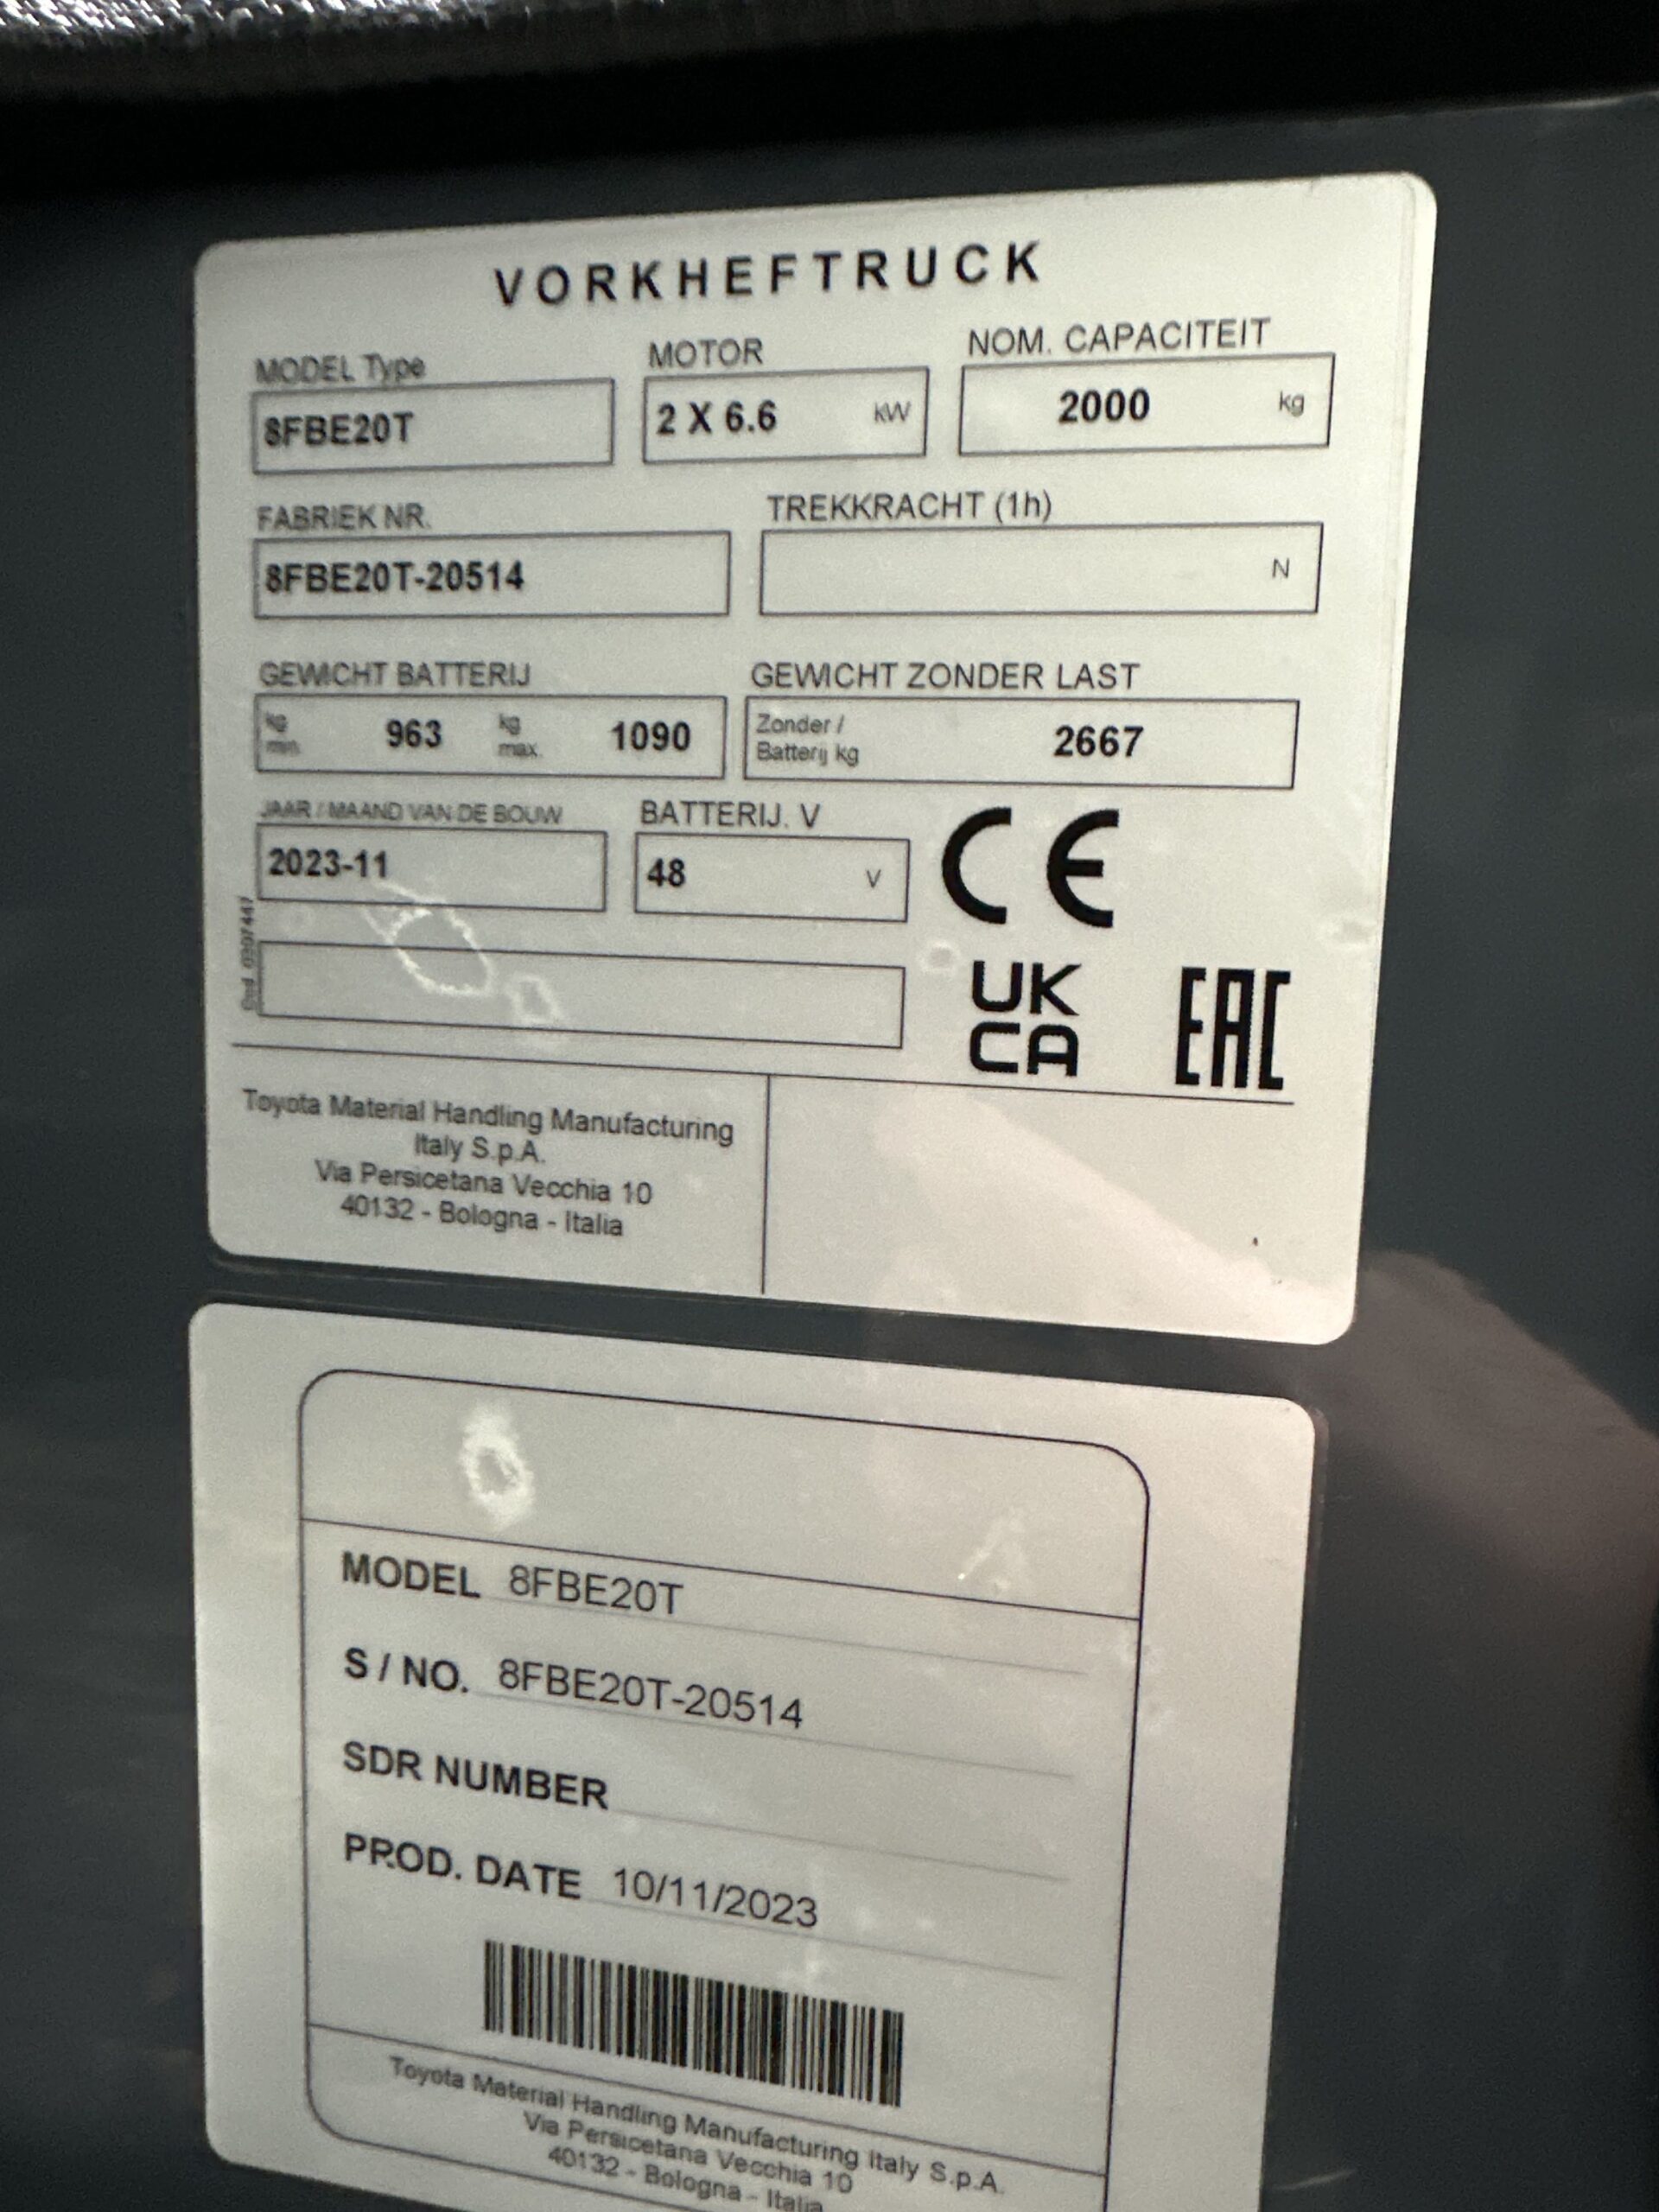 VORKHEFTRUCK
MODEL Type MOTOR NOM. CAPACITEIT
8FBE20T 2 X 6.6 kW 2000 kg
FABRIEK NR. TREKKRACHT (1h)
8FBE20T-20514 N
GEWICHT BATTERIJ GEWICHT ZONDER LAST
kg min. 963 kg max. 1090 Zonder / Batterij kg 2667
JAAR / MAAND VAN DE BOUW BATTERIJ. V
2023-11 48 V
CE
Cod. 0397447
UK
CA
EAC
Toyota Material Handling Manufacturing
Italy S.p.A.
Via Persicetana Vecchia 10
40132 - Bologna - Italia
MODEL 8FBE20T
S / NO. 8FBE20T-20514
SDR NUMBER
PROD. DATE 10/11/2023
Toyota Material Handling Manufacturing Italy S.p.A.
Via Persicetana Vecchia 10
40132 - Bologna - Italia